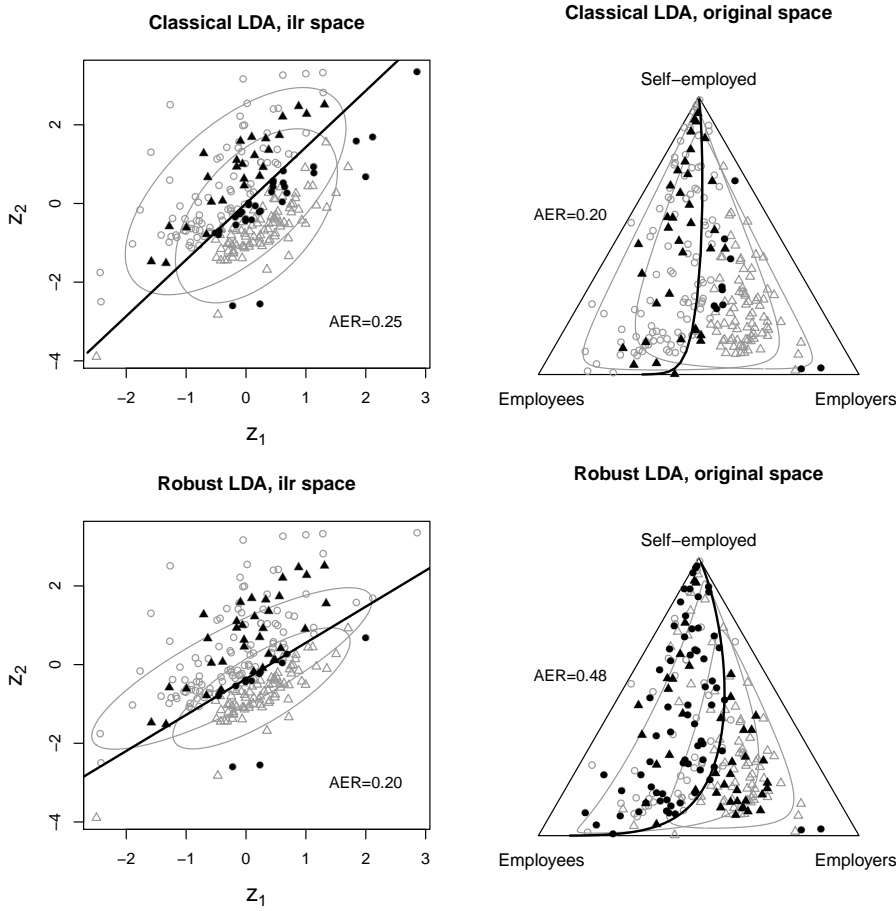 Classical LDA, ilr space
2
0
−2
−4
z2
AER=0.25
−2 −1 0 1 2 3
z1
Classical LDA, original space
Self−employed
AER=0.20
Employees Employers
Robust LDA, ilr space
2
0
−2
−4
z2
AER=0.20
−2 −1 0 1 2 3
z1
Robust LDA, original space
Self−employed
AER=0.48
Employees Employers